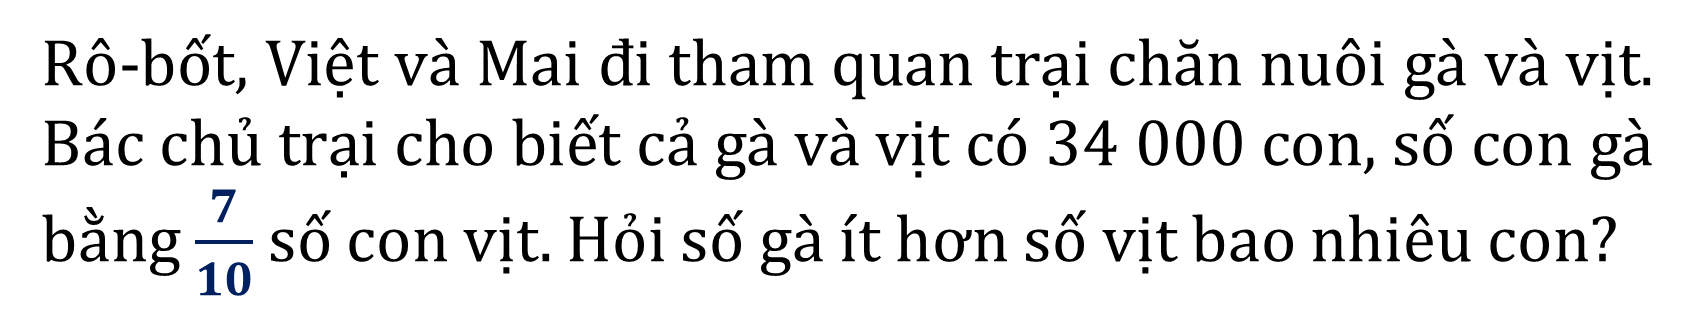 Rô-bốt, Việt và Mai đi tham quan trại chăn nuôi gà và vịt.
Bác chủ trại cho biết cả gà và vịt có 34 000 con, số con gà
bằng 7/10 số con vịt. Hỏi số gà ít hơn số vịt bao nhiêu con?